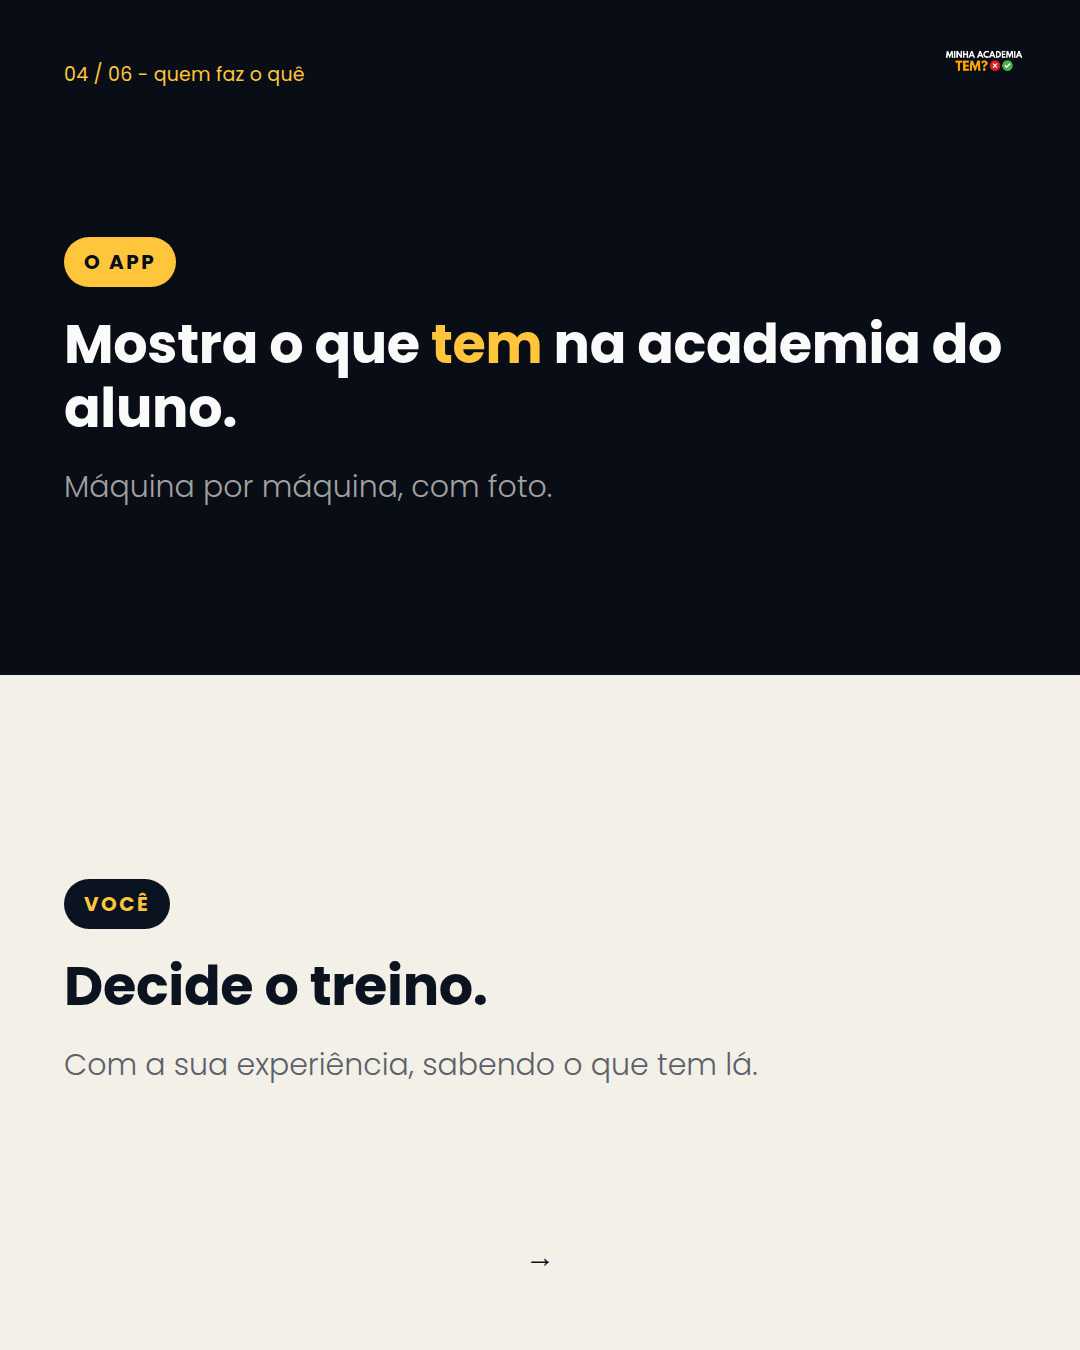 04 / 06 - quem faz o quê
MINHA ACADEMIA
TEM?
O APP
Mostra o que tem na academia do
aluno.
Máquina por máquina, com foto.
VOCÊ
Decide o treino.
Com a sua experiência, sabendo o que tem lá.
→